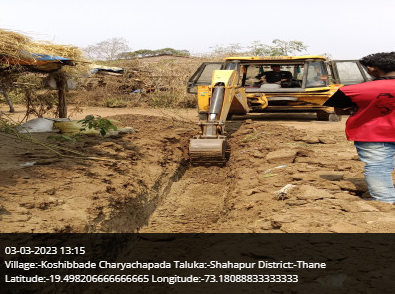 03-03-2023 13:15
Village:-Koshibbade Charyachapada Taluka:-Shahapur District:-Thane
Latitude:-19.498206666666665 Longitude:-73.18088833333333